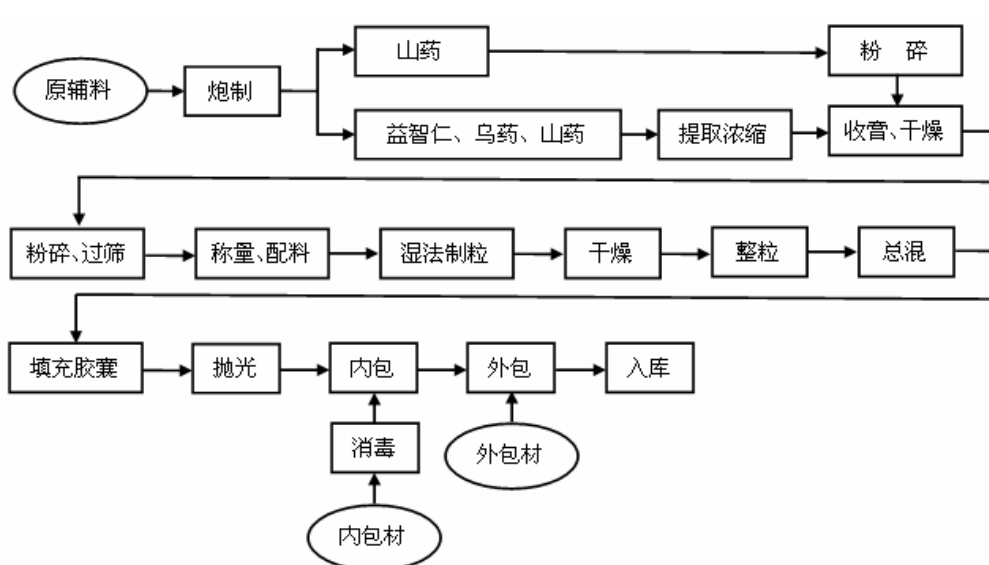 山药
粉 碎
原辅料
炮制
益智仁、乌药、山药
提取浓缩
收膏、干燥
粉碎、过筛
称量、配料
湿法制粒
干燥
整粒
总混
填充胶囊
抛光
内包
外包
入库
消毒
外包材
内包材